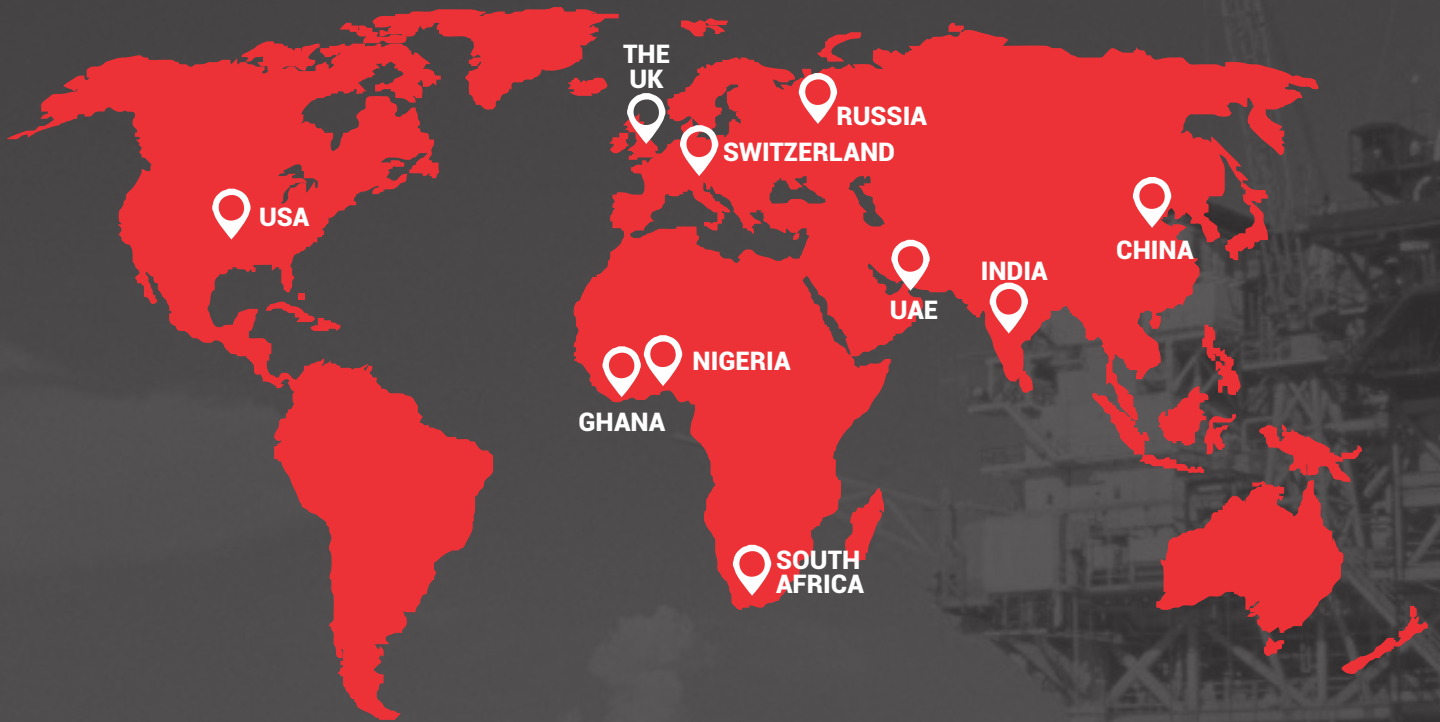 THE
UK
RUSSIA
SWITZERLAND
USA
CHINA
INDIA
UAE
NIGERIA
GHANA
SOUTH
AFRICA